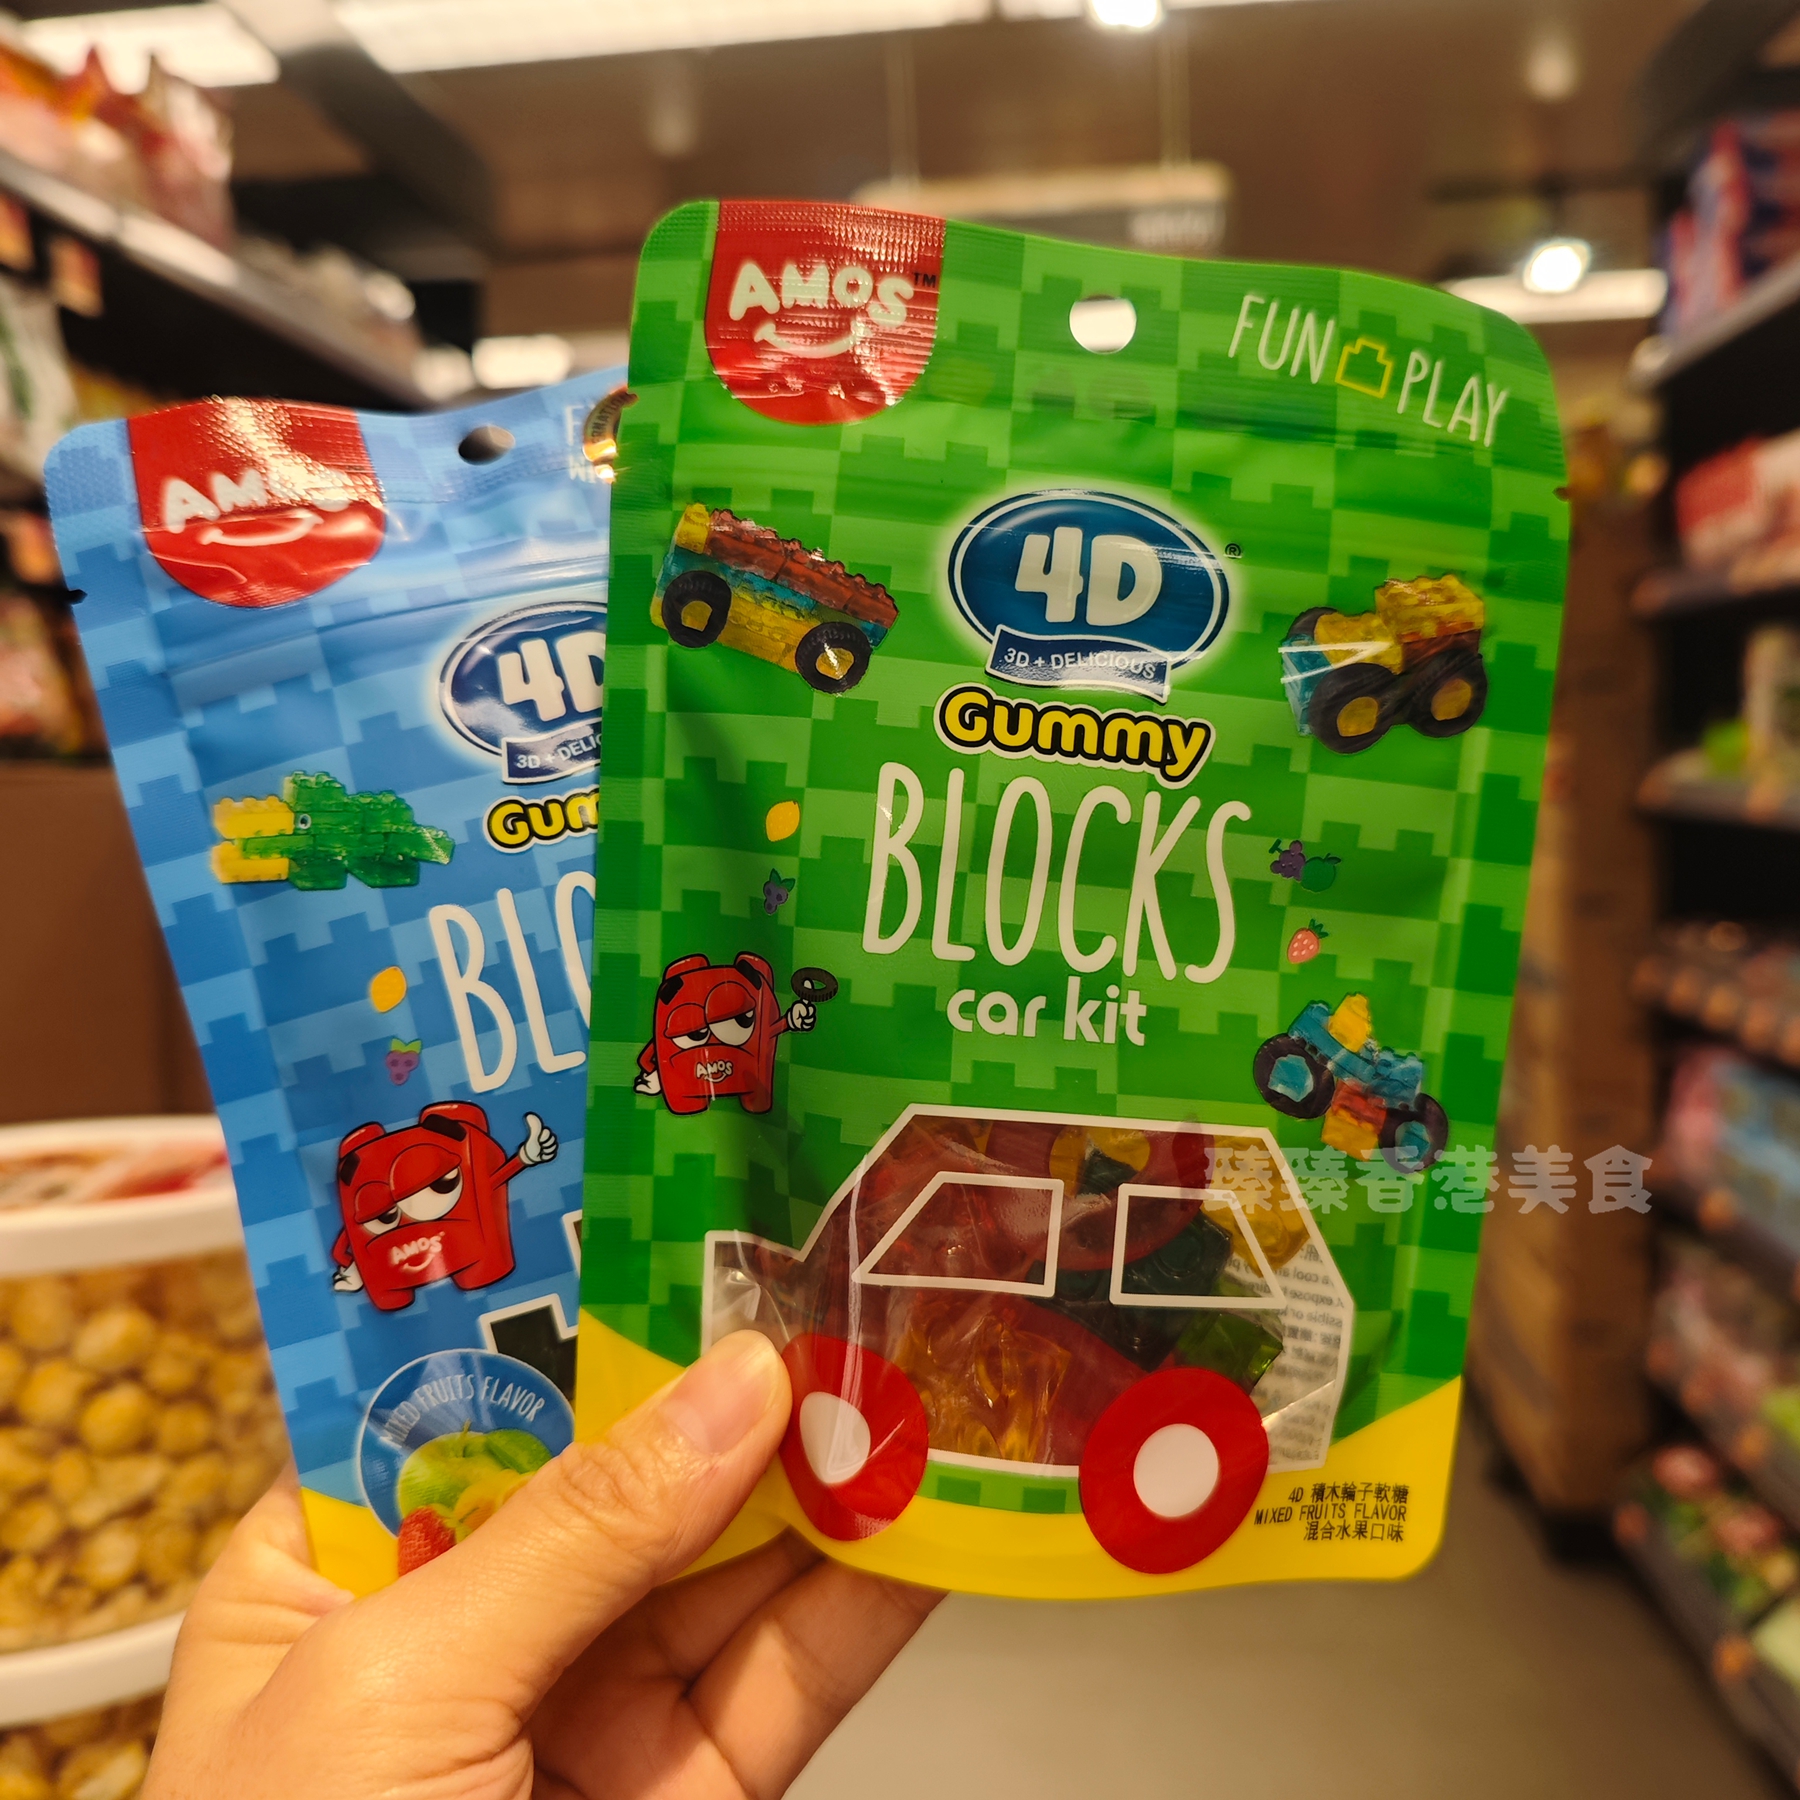 AMOS™
FUN PLAY
4D®
3D + DELICIOUS
Gummy
BLOCKS
car kit
AMOS
4D 積木輪子軟糖
MIXED FRUITS FLAVOR
混合水果口味
AMOS
4D
3D + DELIC
Gum
BLO
AMOS
MIXED FRUITS FLAVOR
臻臻香港美食